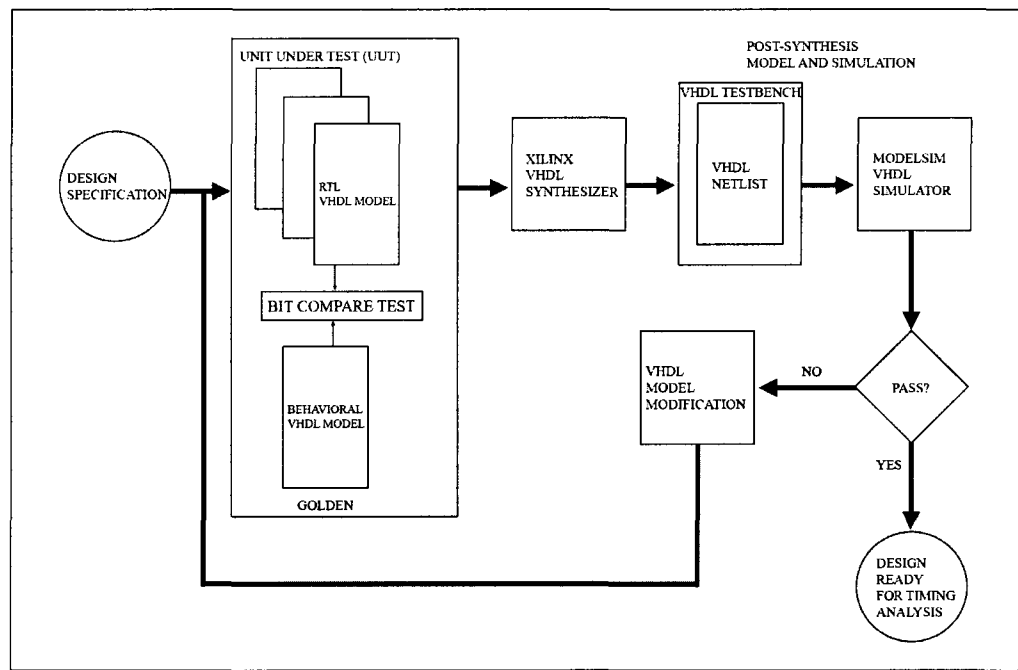 UNIT UNDER TEST (UUT)
POST-SYNTHESIS
MODEL AND SIMULATION
VHDL TESTBENCH
DESIGN
SPECIFICATION
RTL
VHDL MODEL
XILINX
VHDL
SYNTHESIZER
VHDL
NETLIST
MODELSIM
VHDL
SIMULATOR
BIT COMPARE TEST
BEHAVIORAL
VHDL MODEL
GOLDEN
VHDL
MODEL
MODIFICATION
NO
PASS?
YES
DESIGN
READY
FOR TIMING
ANALYSIS